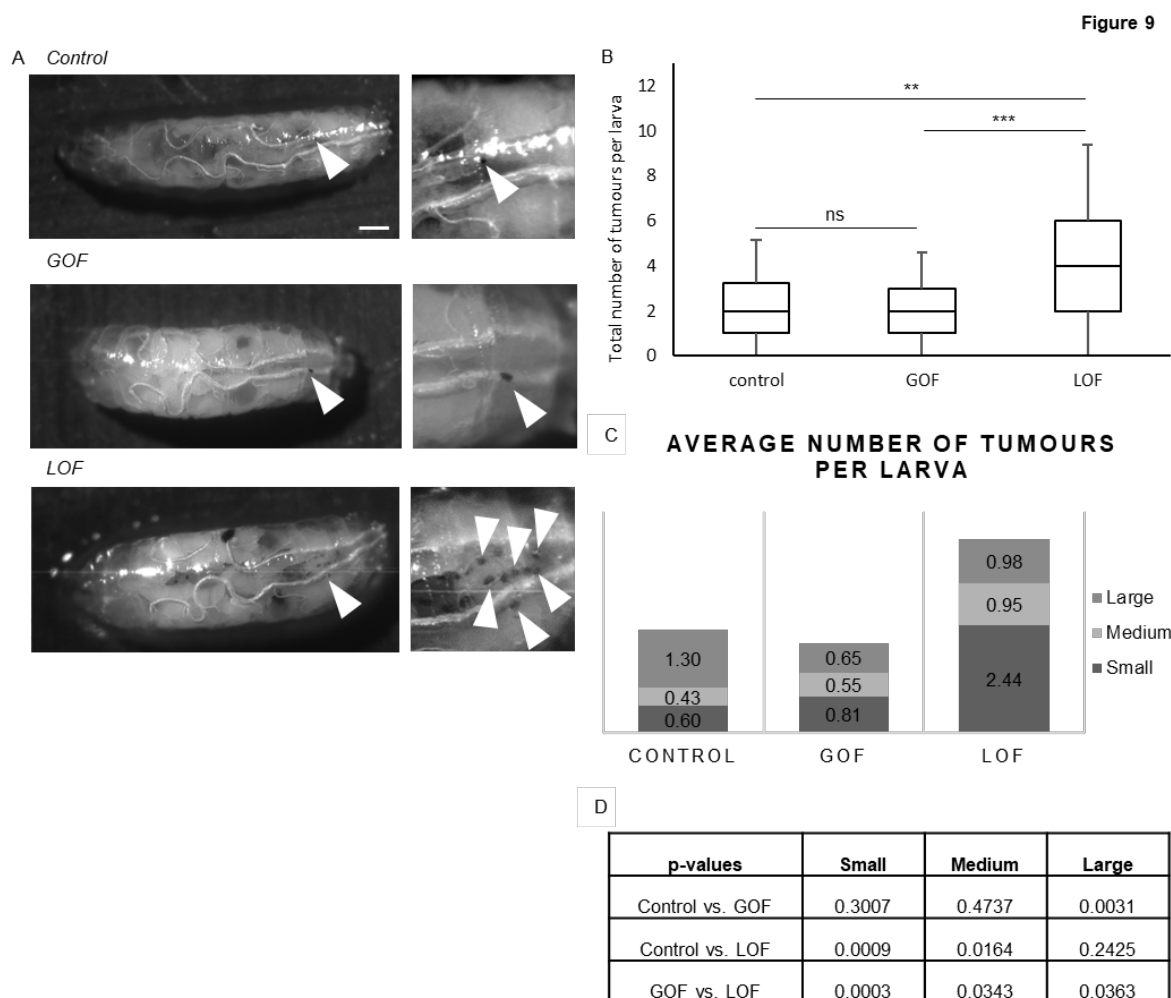 Figure 9
A Control
GOF
LOF
B
Total number of tumours per larva
12
10
8
6
4
2
0
**
***
ns
control GOF LOF
C
AVERAGE NUMBER OF TUMOURS
PER LARVA
1.30
0.43
0.60
0.65
0.55
0.81
0.98
0.95
2.44
Large
Medium
Small
CONTROL GOF LOF
D
p-values Small Medium Large
Control vs. GOF 0.3007 0.4737 0.0031
Control vs. LOF 0.0009 0.0164 0.2425
GOF vs. LOF 0.0003 0.0343 0.0363